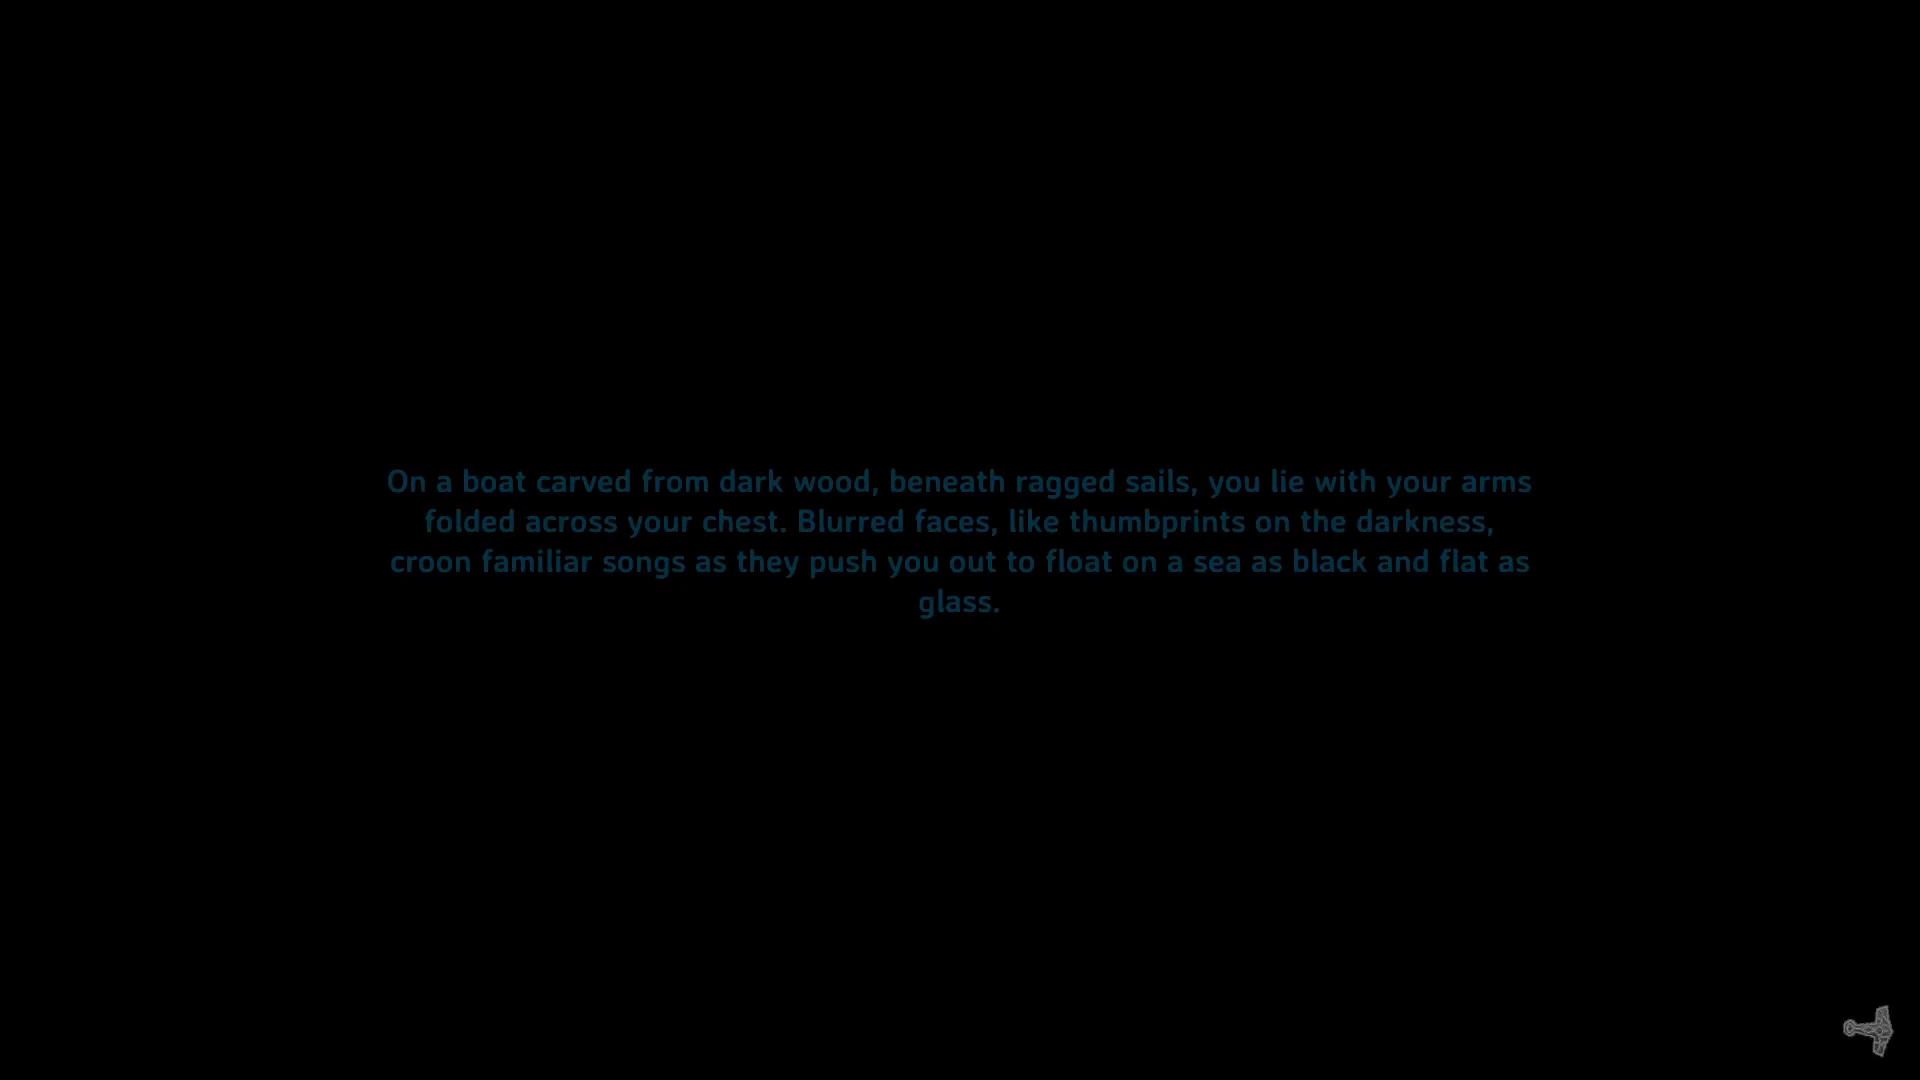 On a boat carved from dark wood, beneath ragged sails, you lie with your arms
folded across your chest. Blurred faces, like thumbprints on the darkness,
croon familiar songs as they push you out to float on a sea as black and flat as
glass.